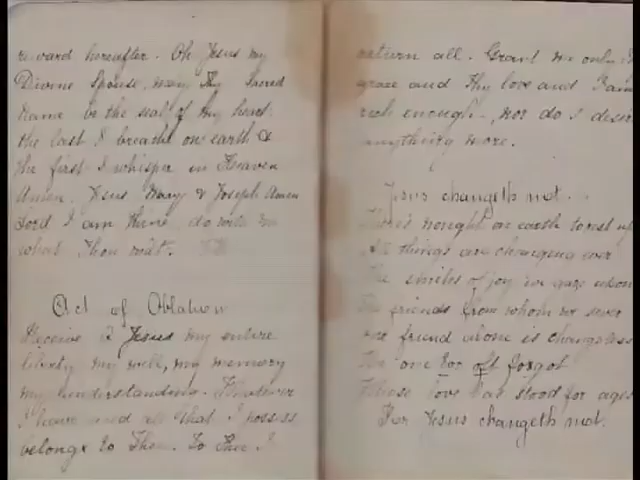 reward hereafter. Oh Jesus my
Divine Spouse, may Thy Sacred
Name be the seal of my heart
the last I breathe on earth &
the first I whisper in Heaven
Amen. Jesus Mary & Joseph Amen
Lord I am Thine, do with me
what Thou wilt.
Act of Oblation
Receive O Jesus my entire
liberty my will, my memory
my understanding. Whatever
I have and all that I possess
belongs to Thee. To Thee I
return all. Grant me only
grace and Thy love and I am
rich enough, nor do I desire
anything more.
Jesus changeth not.
There's nought on earth to rest
All things are changing ever
The smiles of joy we gaze upon
The friends from whom we sever
One friend alone is changeless
The one too oft forgot
Whose love has stood for ages
For Jesus changeth not.